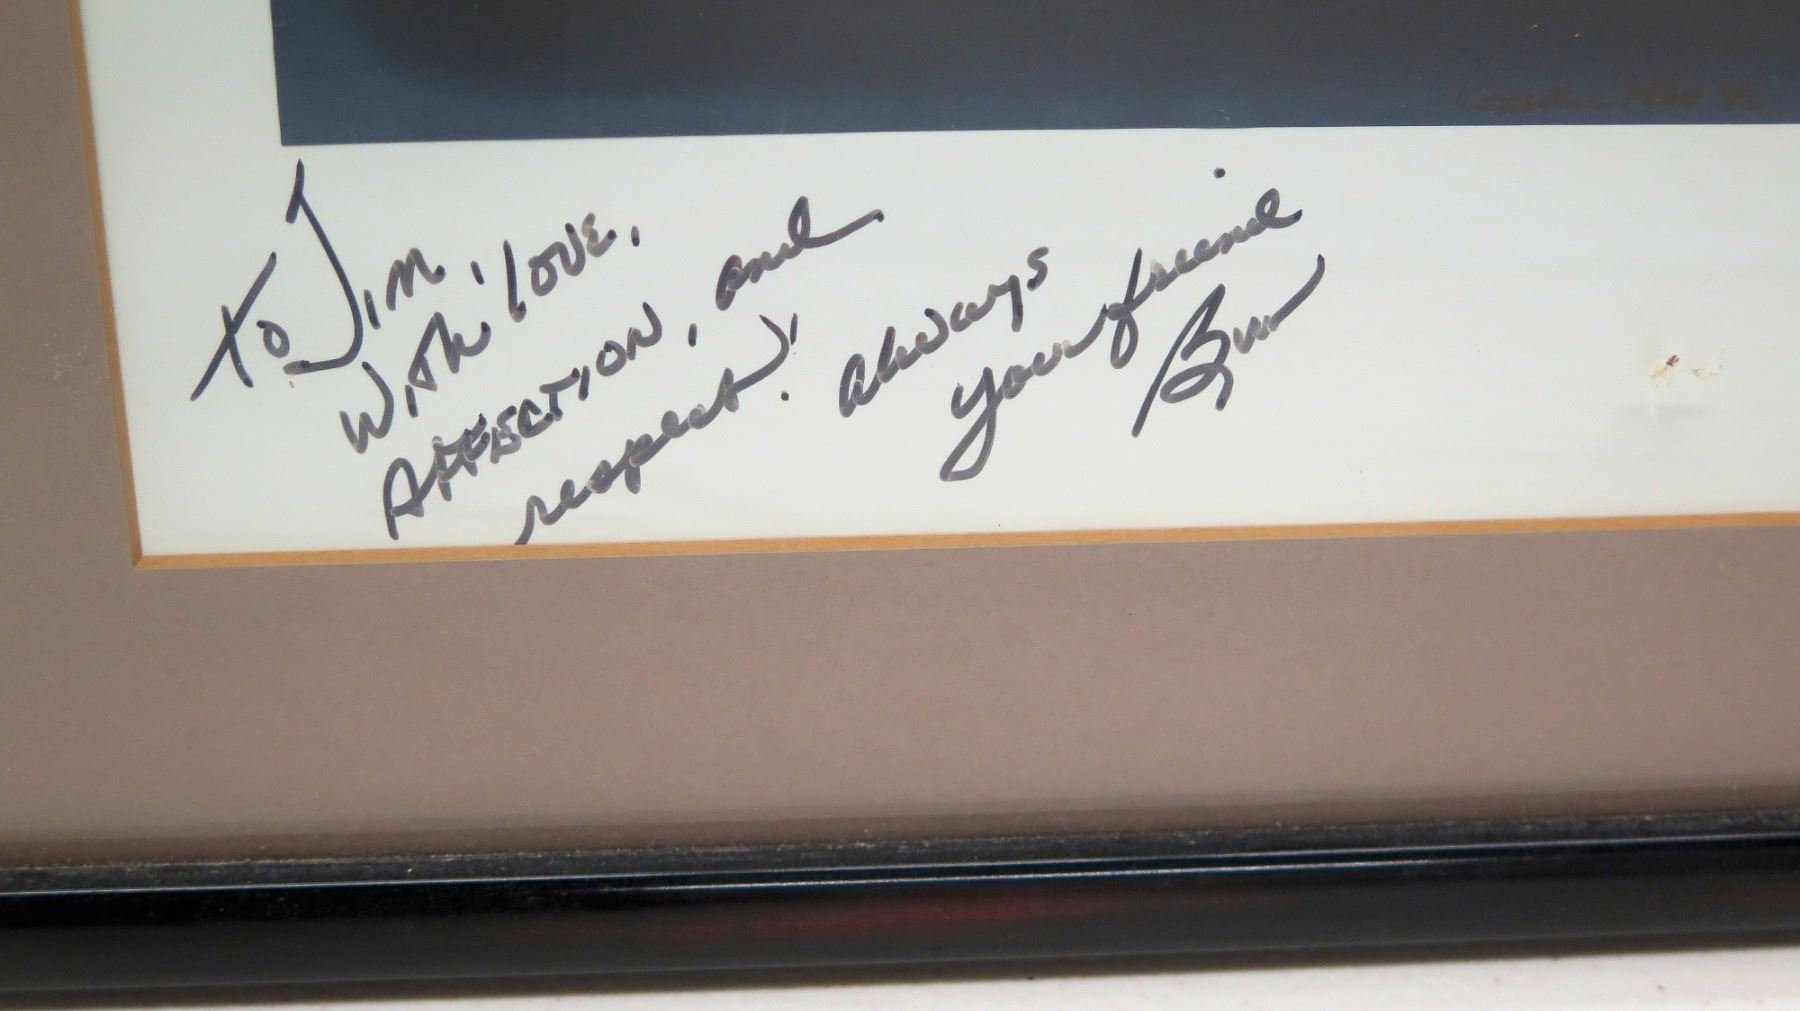 To Jim,
with love,
AFFECTION, and
respect! always
your friend